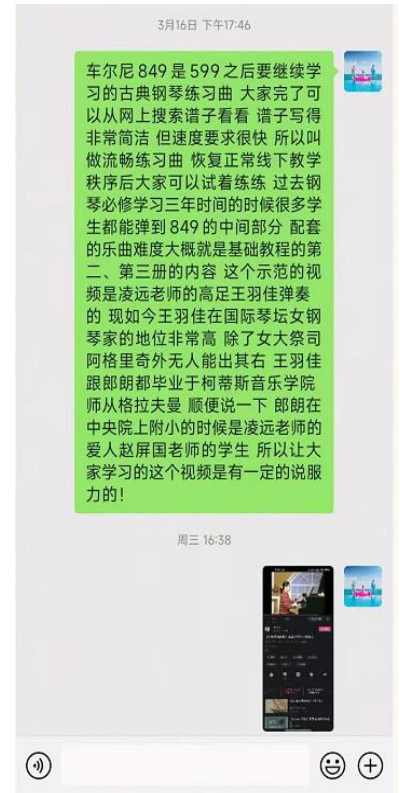 3月16日 下午17:46
车尔尼849是599之后要继续学
习的古典钢琴练习曲 大家完了可
以从网上搜索谱子看看 谱子写得
非常简洁 但速度要求很快 所以叫
做流畅练习曲 恢复正常线下教学
秩序后大家可以试着练练 过去钢
琴必修学习三年时间的时候很多学
生都能弹到849的中间部分 配套
的乐曲难度大概就是基础教程的第
二、第三册的内容 这个示范的视
频是凌远老师的高足王羽佳弹奏
的 现如今王羽佳在国际琴坛女钢
琴家的地位非常高 除了女大祭司
阿格里奇外无人能出其右 王羽佳
跟郎朗都毕业于柯蒂斯音乐学院
师从格拉夫曼 顺便说一下 郎朗在
中央院上附小的时候是凌远老师的
爱人赵屏国老师的学生 所以让大
家学习的这个视频是有一定的说服
力的!
周三 16:38